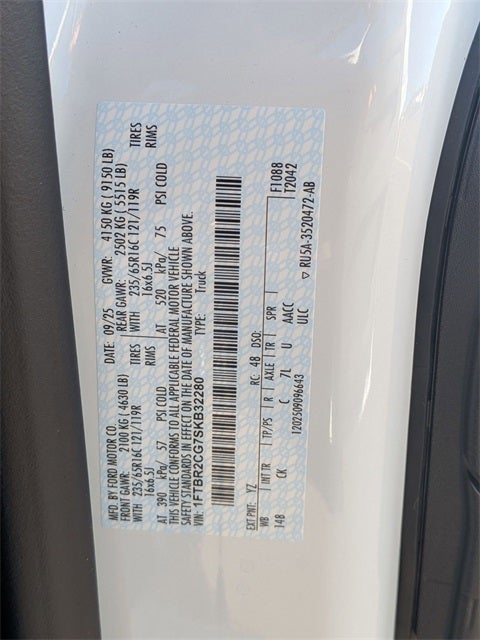 MFD. BY FORD MOTOR CO. DATE: 09/25 GVWR: 4150 KG ( 9150 LB)
FRONT GAWR: 2100 KG ( 4630 LB) REAR GAWR: 2502 KG ( 5515 LB)
WITH 235/65R16C 121/119R TIRES WITH 235/65R16C 121/119R TIRES
16x6.5J RIMS 16x6.5J RIMS
AT 390 kPa/ 57 PSI COLD AT 520 kPa/ 75 PSI COLD
THIS VEHICLE CONFORMS TO ALL APPLICABLE FEDERAL MOTOR VEHICLE
SAFETY STANDARDS IN EFFECT ON THE DATE OF MANUFACTURE SHOWN ABOVE.
VIN: 1FTBR2CG7SKB32280 TYPE: Truck
F1088
T2042
EXT PNT: YZ RC: 4B DSO:
WB INT TR TP/PS R AXLE TR SPR
14B CK C 7L U AACC
ULC
1202509096643 RU5A-3520472-AB